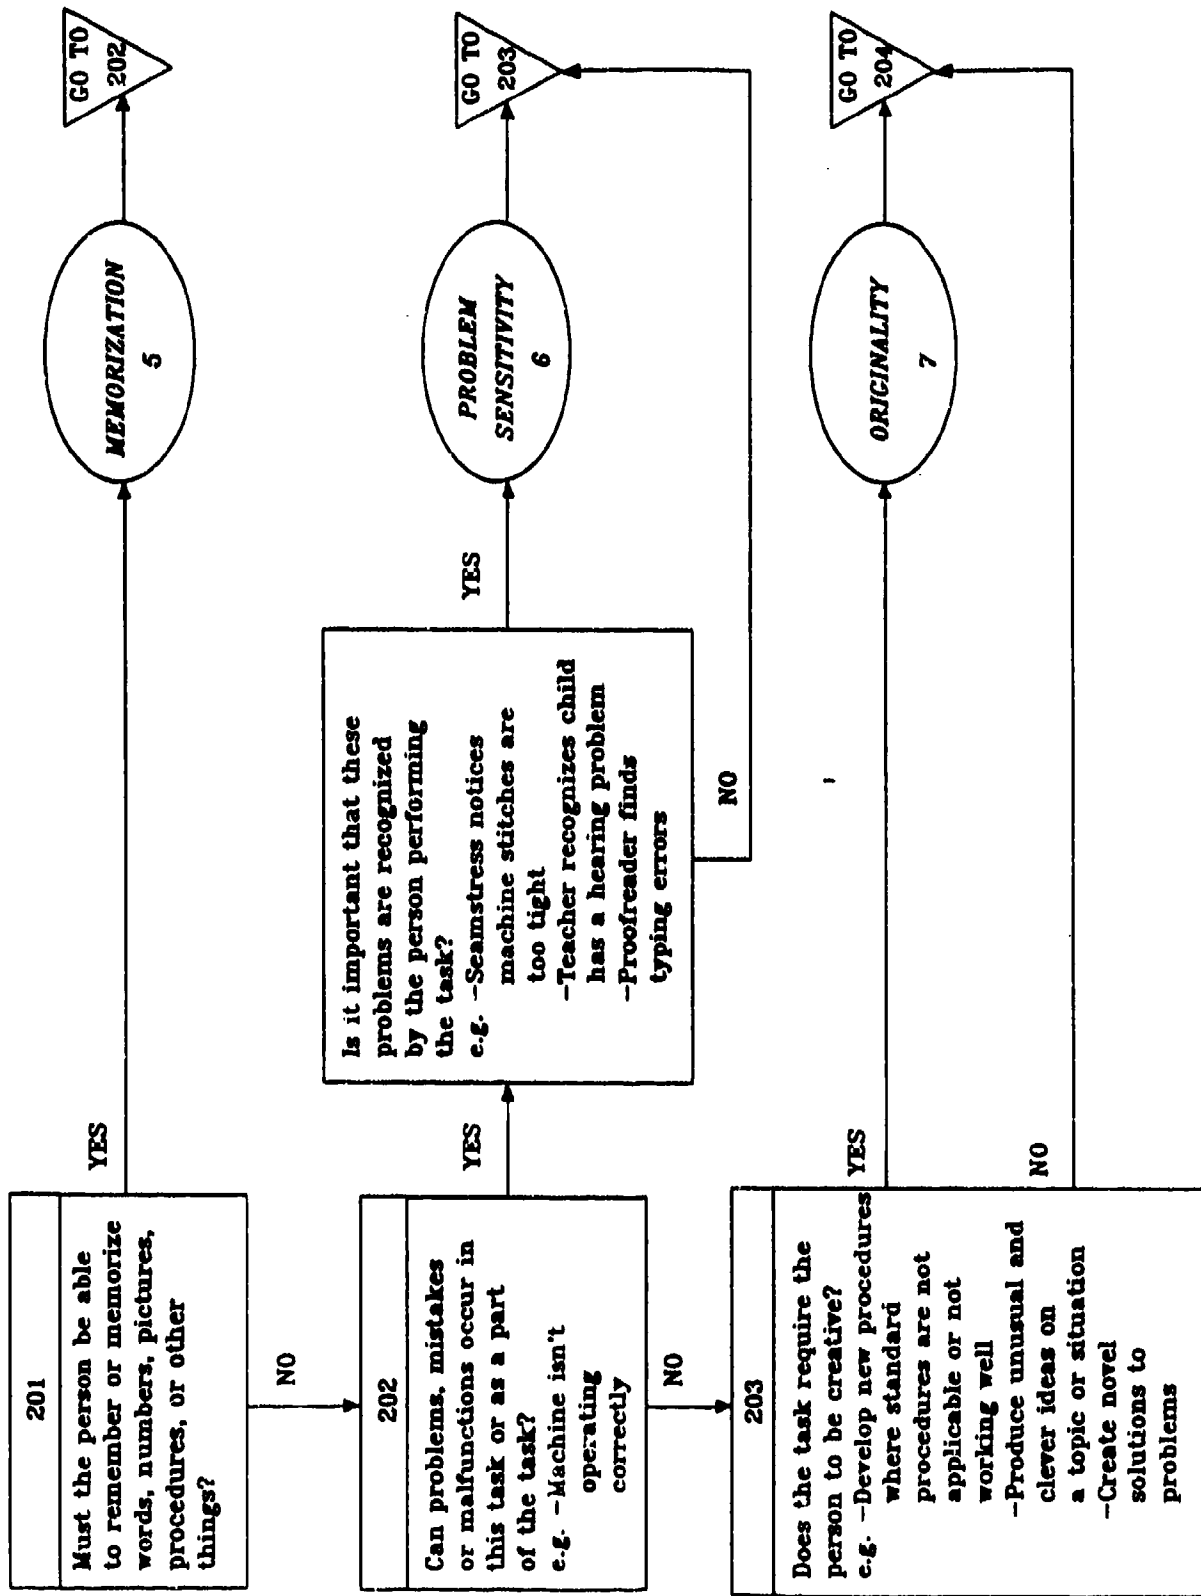 201
Must the person be able
to remember or memorize
words, numbers, pictures,
procedures, or other
things?
YES
MEMORIZATION
5
GO TO
202
NO
202
Can problems, mistakes
or malfunctions occur in
this task or as a part
of the task?
e.g. -Machine isn't
operating
correctly
YES
Is it important that these
problems are recognized
by the person performing
the task?
e.g. -Seamstress notices
machine stitches are
too tight
-Teacher recognizes child
has a hearing problem
-Proofreader finds
typing errors
YES
PROBLEM
SENSITIVITY
6
GO TO
203
NO
NO
203
Does the task require the
person to be creative?
e.g. -Develop new procedures
where standard
procedures are not
applicable or not
working well
-Produce unusual and
clever ideas on
a topic or situation
-Create novel
solutions to
problems
YES
ORIGINALITY
7
GO TO
204
NO